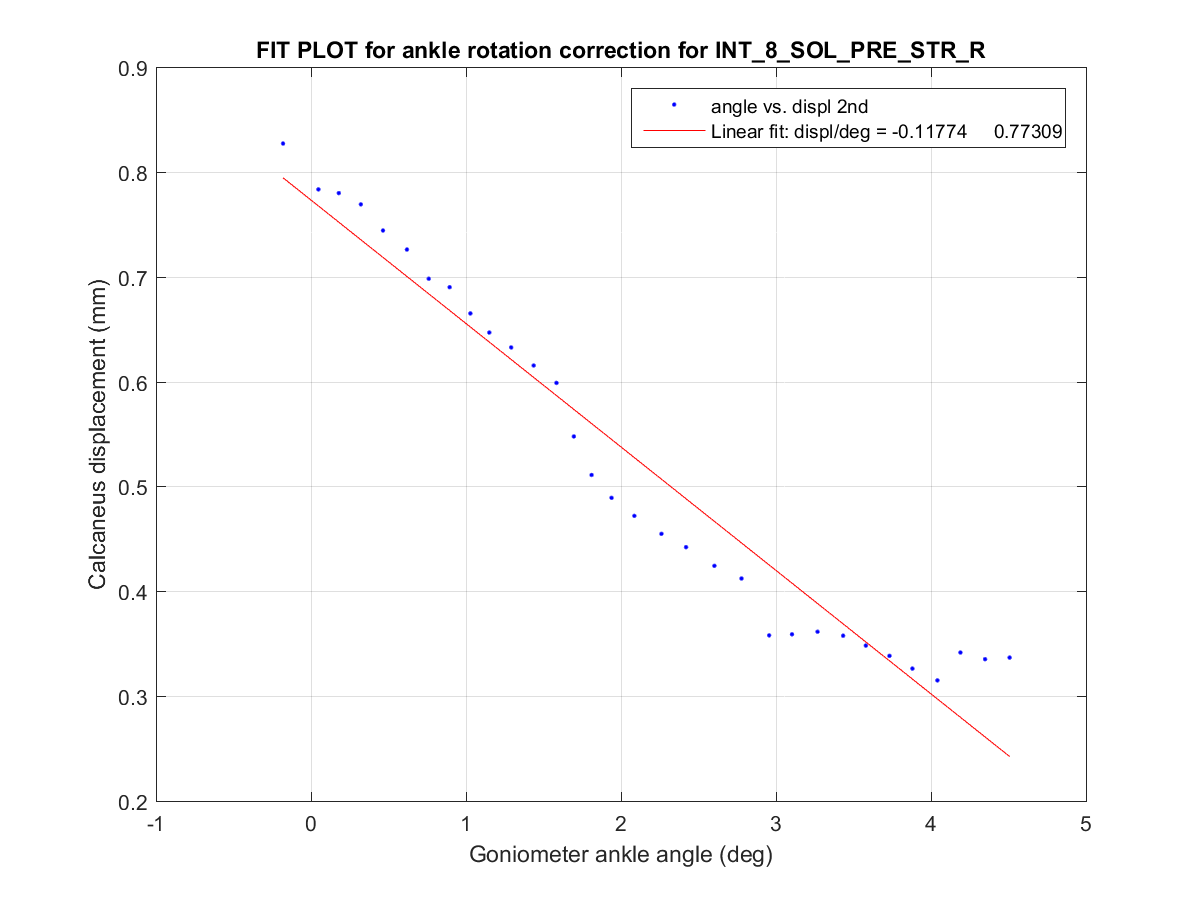 FIT PLOT for ankle rotation correction for INT_8_SOL_PRE_STR_R
0.9
angle vs. displ 2nd
Linear fit: displ/deg = -0.11774 0.77309
0.8
0.7
0.6
0.5
0.4
0.3
0.2
Calcaneus displacement (mm)
-1 0 1 2 3 4 5
Goniometer ankle angle (deg)